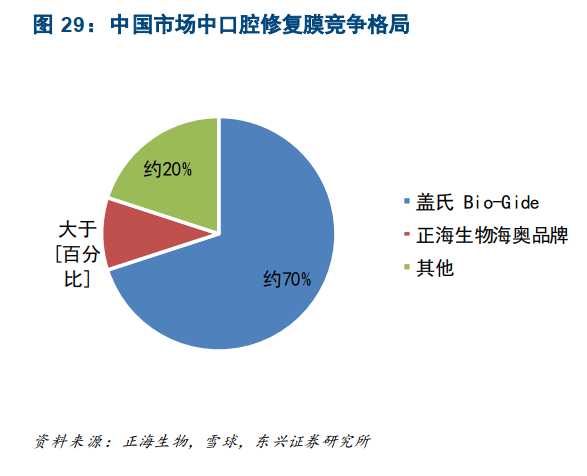 图 29：中国市场中口腔修复膜竞争格局
约20%
大于
[百分
比]
约70%
盖氏 Bio-Gide
正海生物海奥品牌
其他
资料来源：正海生物，雪球，东兴证券研究所